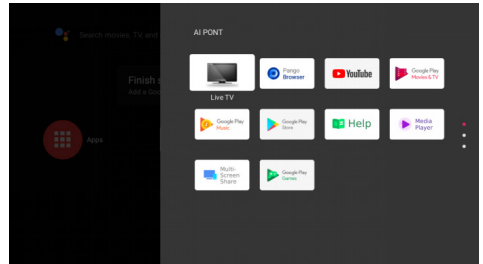 Search movies, TV, and
AI PONT
Finish s
Add a Goo
Apps
Live TV
Pango
Browser
YouTube
Google Play
Movies & TV
Google Play
Music
Google Play
Store
Help
Media
Player
Multi-
Screen
Share
Google Play
Games